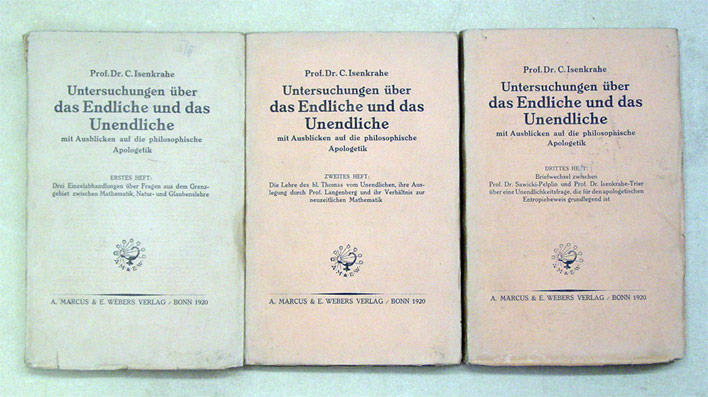 Prof. Dr. C. Isenkrahe
Untersuchungen über
das Endliche und das
Unendliche
mit Ausblicken auf die philosophische
Apologetik
ERSTES HEFT:
Drei Einzelabhandlungen über Fragen aus dem Grenz-
gebiet zwischen Mathematik, Natur- und Glaubenslehre
A M E W
A. MARCUS & E. WEBERS VERLAG / BONN 1920
Prof. Dr. C. Isenkrahe
Untersuchungen über
das Endliche und das
Unendliche
mit Ausblicken auf die philosophische
Apologetik
ZWEITES HEFT:
Die Lehre des hl. Thomas vom Unendlichen, ihre Aus-
legung durch Prof. Langenberg und ihr Verhältnis zur
neuzeitlichen Mathematik
A M E W
A. MARCUS & E. WEBERS VERLAG / BONN 1920
Prof. Dr. C. Isenkrahe
Untersuchungen über
das Endliche und das
Unendliche
mit Ausblicken auf die philosophische
Apologetik
DRITTES HEFT:
Briefwechsel zwischen
Prof. Dr. Sawicki-Pelplin und Prof. Dr. Isenkrahe-Trier
über eine Unendlichkeitsfrage, die für den apologetischen
Entropiebeweis grundlegend ist
A M E W
A. MARCUS & E. WEBERS VERLAG / BONN 1920